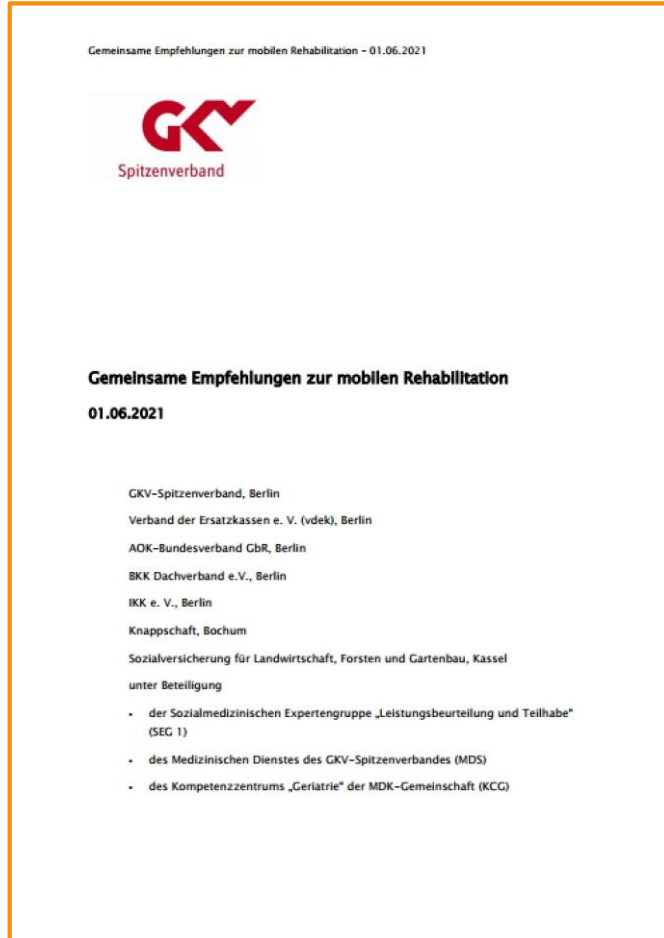 Gemeinsame Empfehlungen zur mobilen Rehabilitation – 01.06.2021
GKV
Spitzenverband
Gemeinsame Empfehlungen zur mobilen Rehabilitation
01.06.2021
GKV-Spitzenverband, Berlin
Verband der Ersatzkassen e. V. (vdek), Berlin
AOK-Bundesverband GbR, Berlin
BKK Dachverband e.V., Berlin
IKK e. V., Berlin
Knappschaft, Bochum
Sozialversicherung für Landwirtschaft, Forsten und Gartenbau, Kassel
unter Beteiligung
- der Sozialmedizinischen Expertengruppe „Leistungsbeurteilung und Teilhabe“
(SEG 1)
- des Medizinischen Dienstes des GKV-Spitzenverbandes (MDS)
- des Kompetenzzentrums „Geriatrie“ der MDK-Gemeinschaft (KCG)